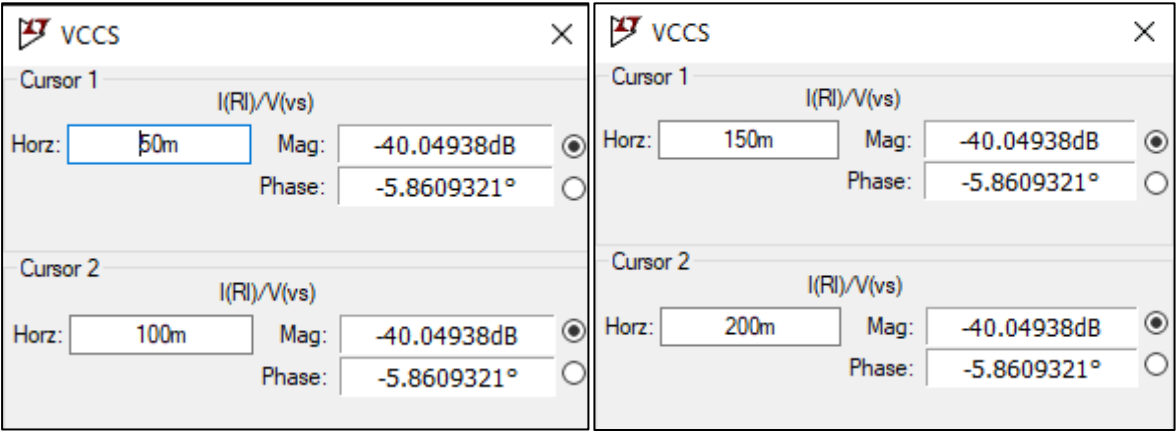 VCCS
Cursor 1
I(Rl)/V(vs)
Horz: 50m Mag: -40.04938dB
Phase: -5.8609321°
Cursor 2
I(Rl)/V(vs)
Horz: 100m Mag: -40.04938dB
Phase: -5.8609321°
VCCS
Cursor 1
I(Rl)/V(vs)
Horz: 150m Mag: -40.04938dB
Phase: -5.8609321°
Cursor 2
I(Rl)/V(vs)
Horz: 200m Mag: -40.04938dB
Phase: -5.8609321°